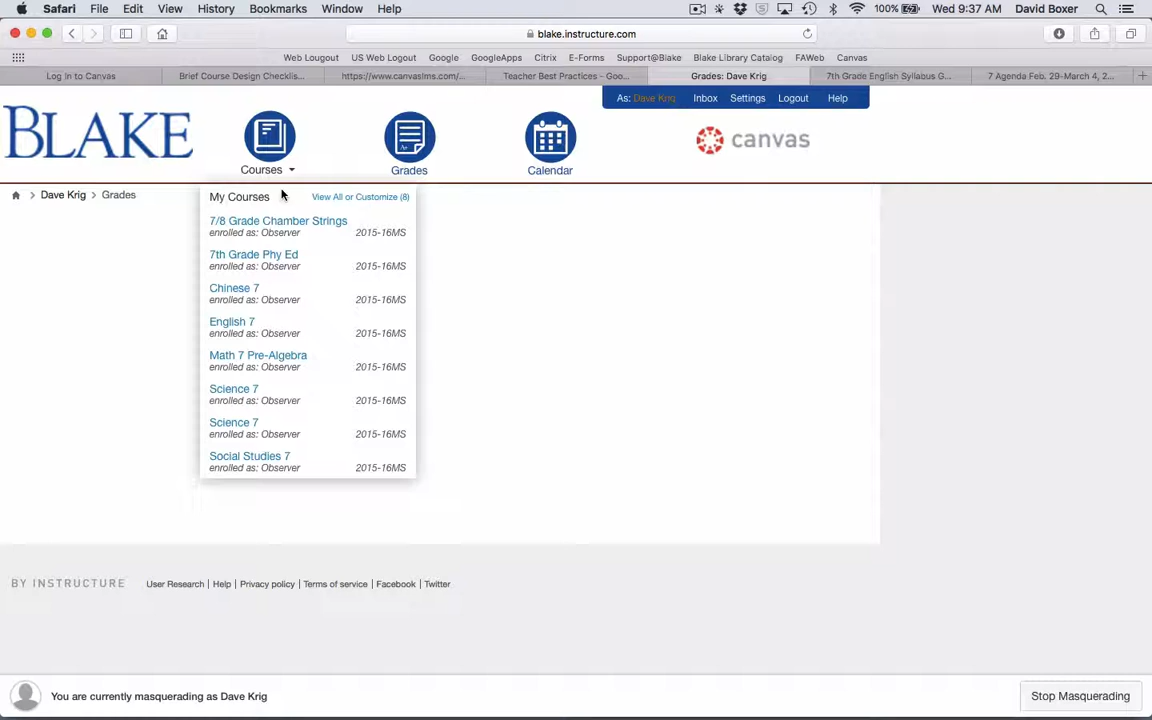 Safari File Edit View History Bookmarks Window Help 100% Wed 9:37 AM David Boxer
blake.instructure.com
Web Lougout US Web Logout Google GoogleApps Citrix E-Forms Support@Blake Blake Library Catalog FAWeb Canvas
Log in to Canvas Brief Course Design Checklis... https://www.canvaslms.com/... Teacher Best Practices - Goo... Grades: Dave Krig 7th Grade English Syllabus G... 7 Agenda Feb. 29-March 4, 2...
As: Dave Krig Inbox Settings Logout Help
BLAKE
canvas
Courses Grades Calendar
Dave Krig > Grades
My Courses View All or Customize (8)
7/8 Grade Chamber Strings
enrolled as: Observer 2015-16MS
7th Grade Phy Ed
enrolled as: Observer 2015-16MS
Chinese 7
enrolled as: Observer 2015-16MS
English 7
enrolled as: Observer 2015-16MS
Math 7 Pre-Algebra
enrolled as: Observer 2015-16MS
Science 7
enrolled as: Observer 2015-16MS
Science 7
enrolled as: Observer 2015-16MS
Social Studies 7
enrolled as: Observer 2015-16MS
BY INSTRUCTURE User Research | Help | Privacy policy | Terms of service | Facebook | Twitter
You are currently masquerading as Dave Krig Stop Masquerading